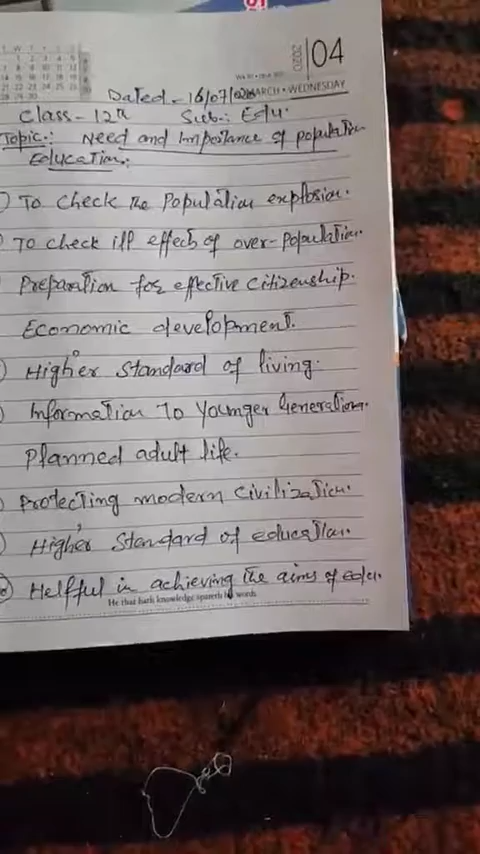 2020 04
MARCH • WEDNESDAY
Dated - 16/07/
Class - 12th Sub:- Edu.
Topic:- Need and Importance of population
Education:
) To check the Population explosion.
) To check ill effects of over-Population.
Preparation for effective citizenship.
Economic development.
) Higher Standard of living.
) Information To younger Generations.
Planned adult life.
) Protecting modern civilization.
) Higher Standard of education.
Helpful in achieving the aims of edu.
He that hath knowledge spareth his words